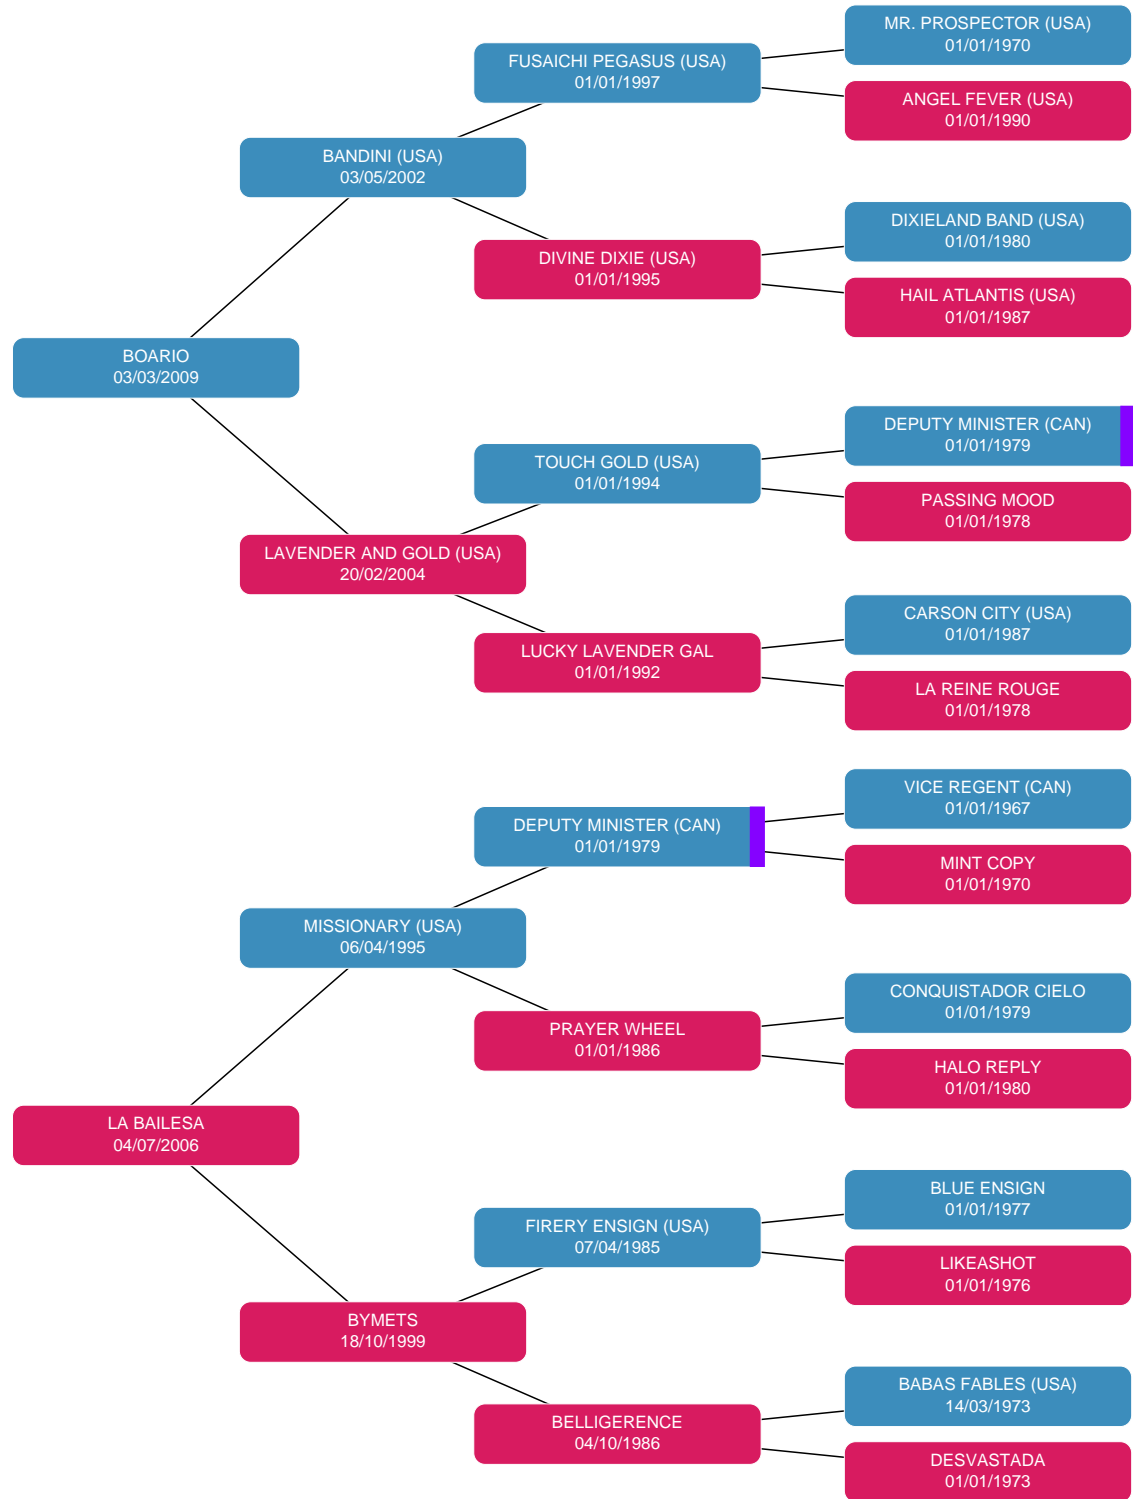 MR. PROSPECTOR (USA)
01/01/1970
FUSAICHI PEGASUS (USA)
01/01/1997
ANGEL FEVER (USA)
01/01/1990
BANDINI (USA)
03/05/2002
DIXIELAND BAND (USA)
01/01/1980
DIVINE DIXIE (USA)
01/01/1995
HAIL ATLANTIS (USA)
01/01/1987
BOARIO
03/03/2009
DEPUTY MINISTER (CAN)
01/01/1979
TOUCH GOLD (USA)
01/01/1994
PASSING MOOD
01/01/1978
LAVENDER AND GOLD (USA)
20/02/2004
CARSON CITY (USA)
01/01/1987
LUCKY LAVENDER GAL
01/01/1992
LA REINE ROUGE
01/01/1978
VICE REGENT (CAN)
01/01/1967
DEPUTY MINISTER (CAN)
01/01/1979
MINT COPY
01/01/1970
MISSIONARY (USA)
06/04/1995
CONQUISTADOR CIELO
01/01/1979
PRAYER WHEEL
01/01/1986
HALO REPLY
01/01/1980
LA BAILESA
04/07/2006
BLUE ENSIGN
01/01/1977
FIRERY ENSIGN (USA)
07/04/1985
LIKEASHOT
01/01/1976
BYMETS
18/10/1999
BABAS FABLES (USA)
14/03/1973
BELLIGERENCE
04/10/1986
DESVASTADA
01/01/1973